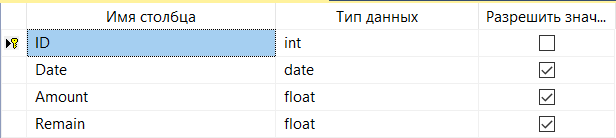 Имя столбца Тип данных Разрешить знач...
ID int
Date date
Amount float
Remain float